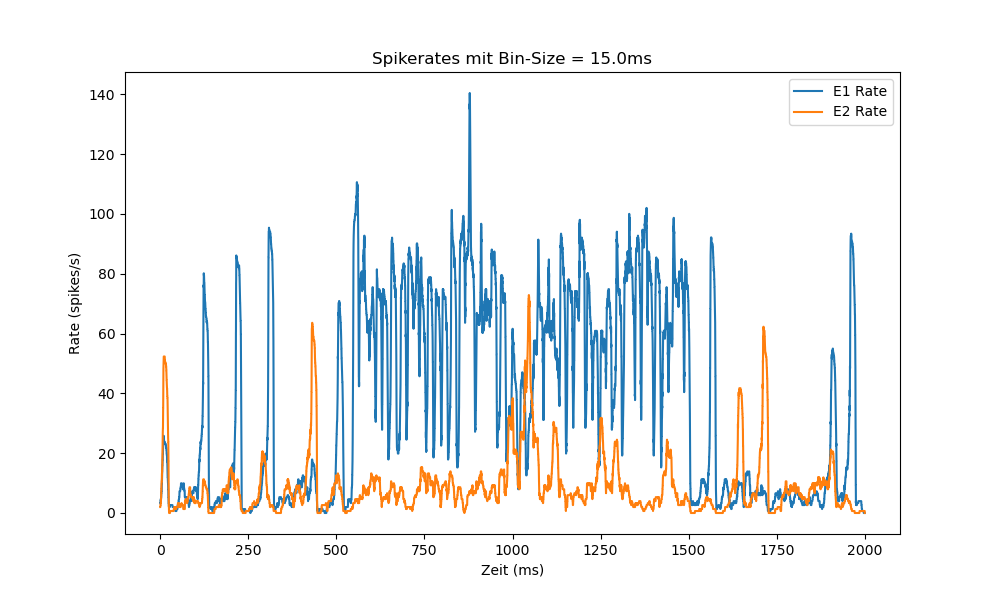 Spikerates mit Bin-Size = 15.0ms
E1 Rate
E2 Rate
140
120
100
80
60
40
20
0
Rate (spikes/s)
0 250 500 750 1000 1250 1500 1750 2000
Zeit (ms)